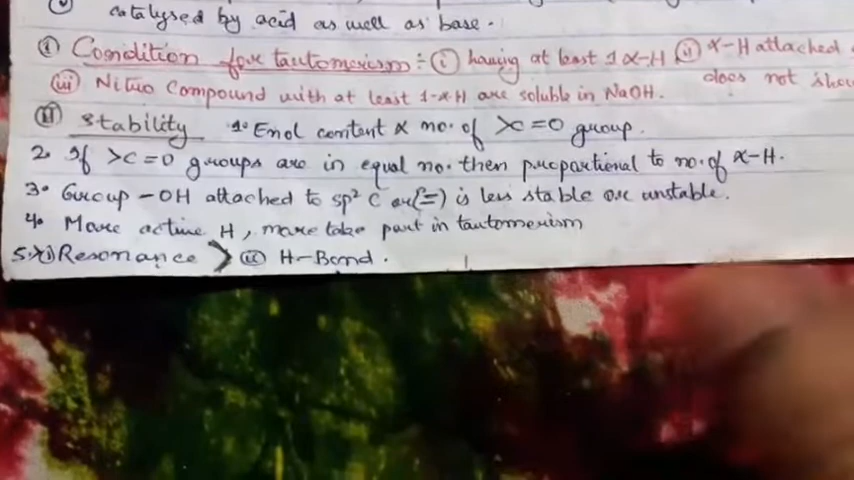 catalysed by acid as well as base.
(i) Condition for tautomerism ÷ (i) having at least 1 α-H (ii) α-H attached
does not
(iii) Nitro Compound with at least 1-αH are soluble in NaOH.
(ii) Stability 1. Enol content α no. of >C=O group.
2. If >C=O groups are in equal no. then proportional to no. of α-H.
3. Group -OH attached to sp² C or (=) is less stable or unstable.
4. More active H, more take part in tautomerism
5. i) Resonance > (ii) H-Bond.